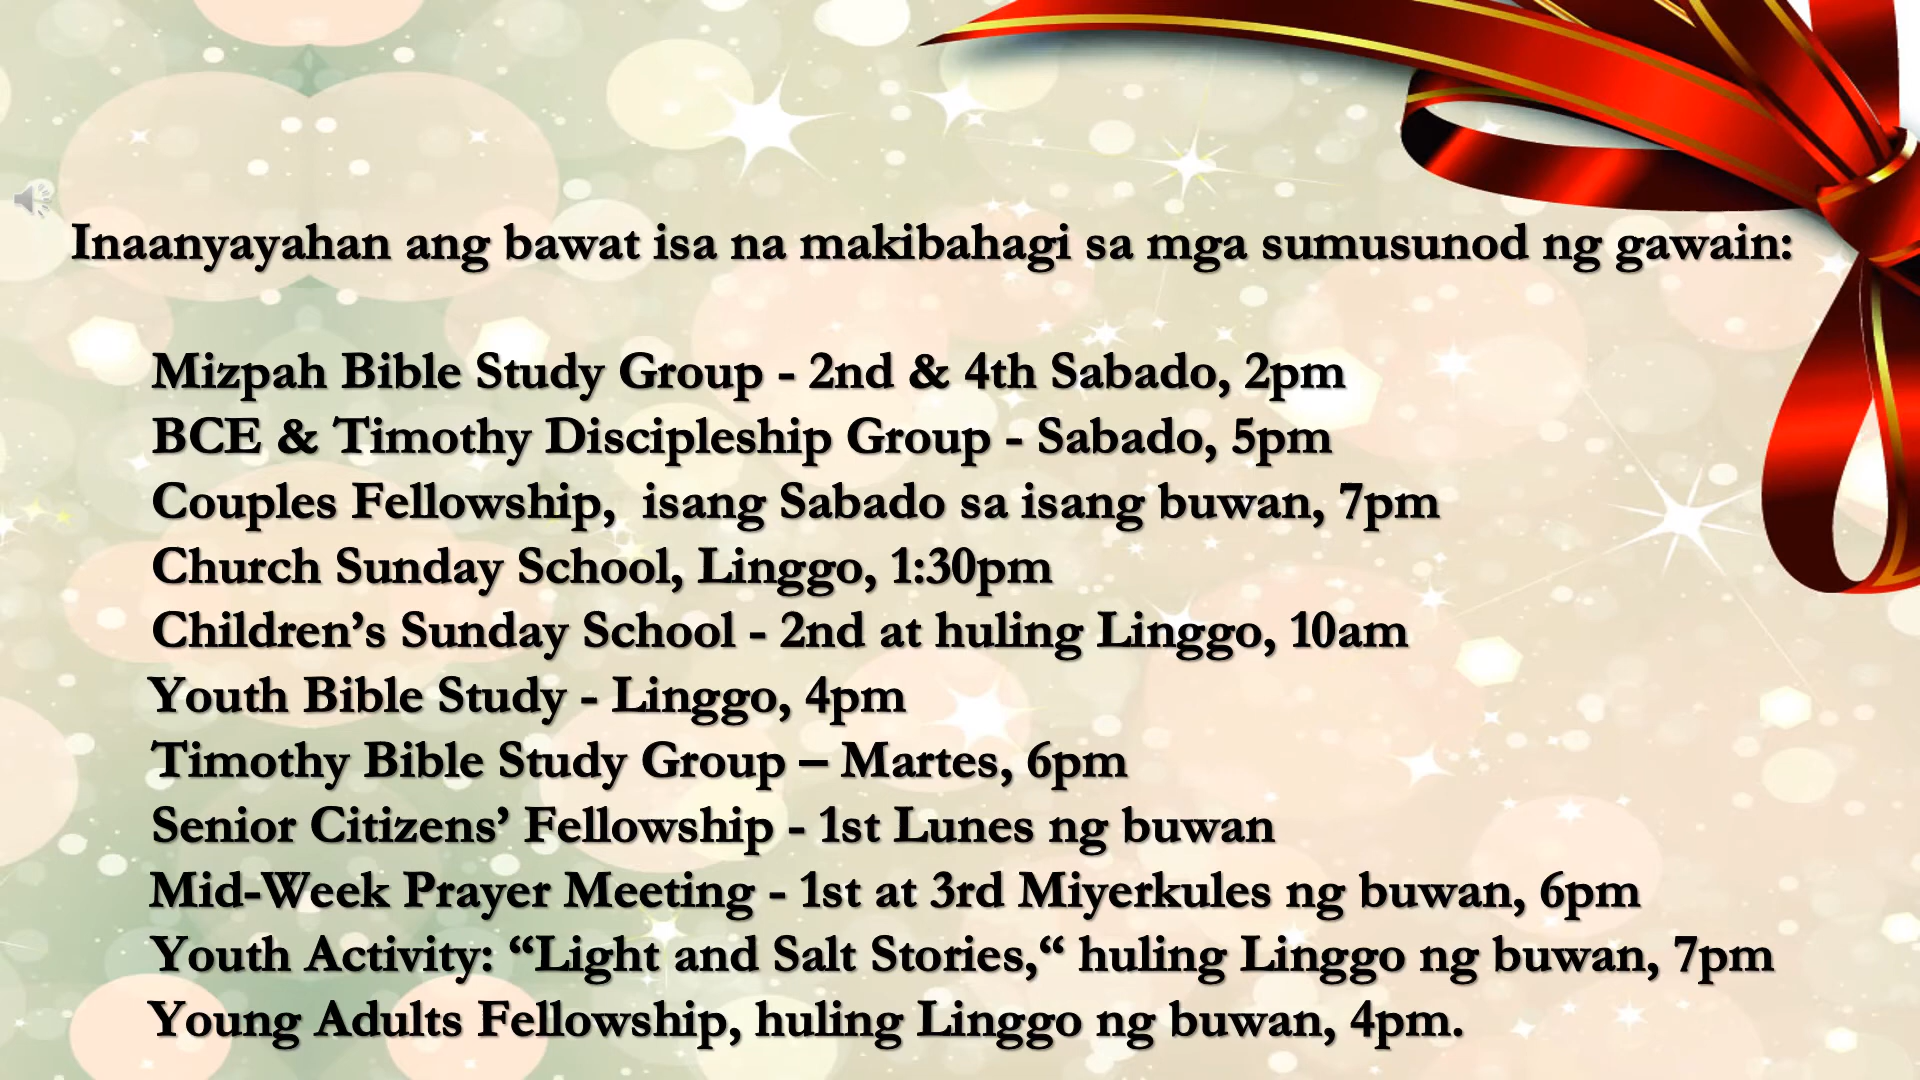 Inaanyayahan ang bawat isa na makibahagi sa mga sumusunod ng gawain:
Mizpah Bible Study Group - 2nd & 4th Sabado, 2pm
BCE & Timothy Discipleship Group - Sabado, 5pm
Couples Fellowship,  isang Sabado sa isang buwan, 7pm
Church Sunday School, Linggo, 1:30pm
Children’s Sunday School - 2nd at huling Linggo, 10am
Youth Bible Study - Linggo, 4pm
Timothy Bible Study Group – Martes, 6pm
Senior Citizens’ Fellowship - 1st Lunes ng buwan
Mid-Week Prayer Meeting - 1st at 3rd Miyerkules ng buwan, 6pm
Youth Activity: “Light and Salt Stories,“ huling Linggo ng buwan, 7pm
Young Adults Fellowship, huling Linggo ng buwan, 4pm.